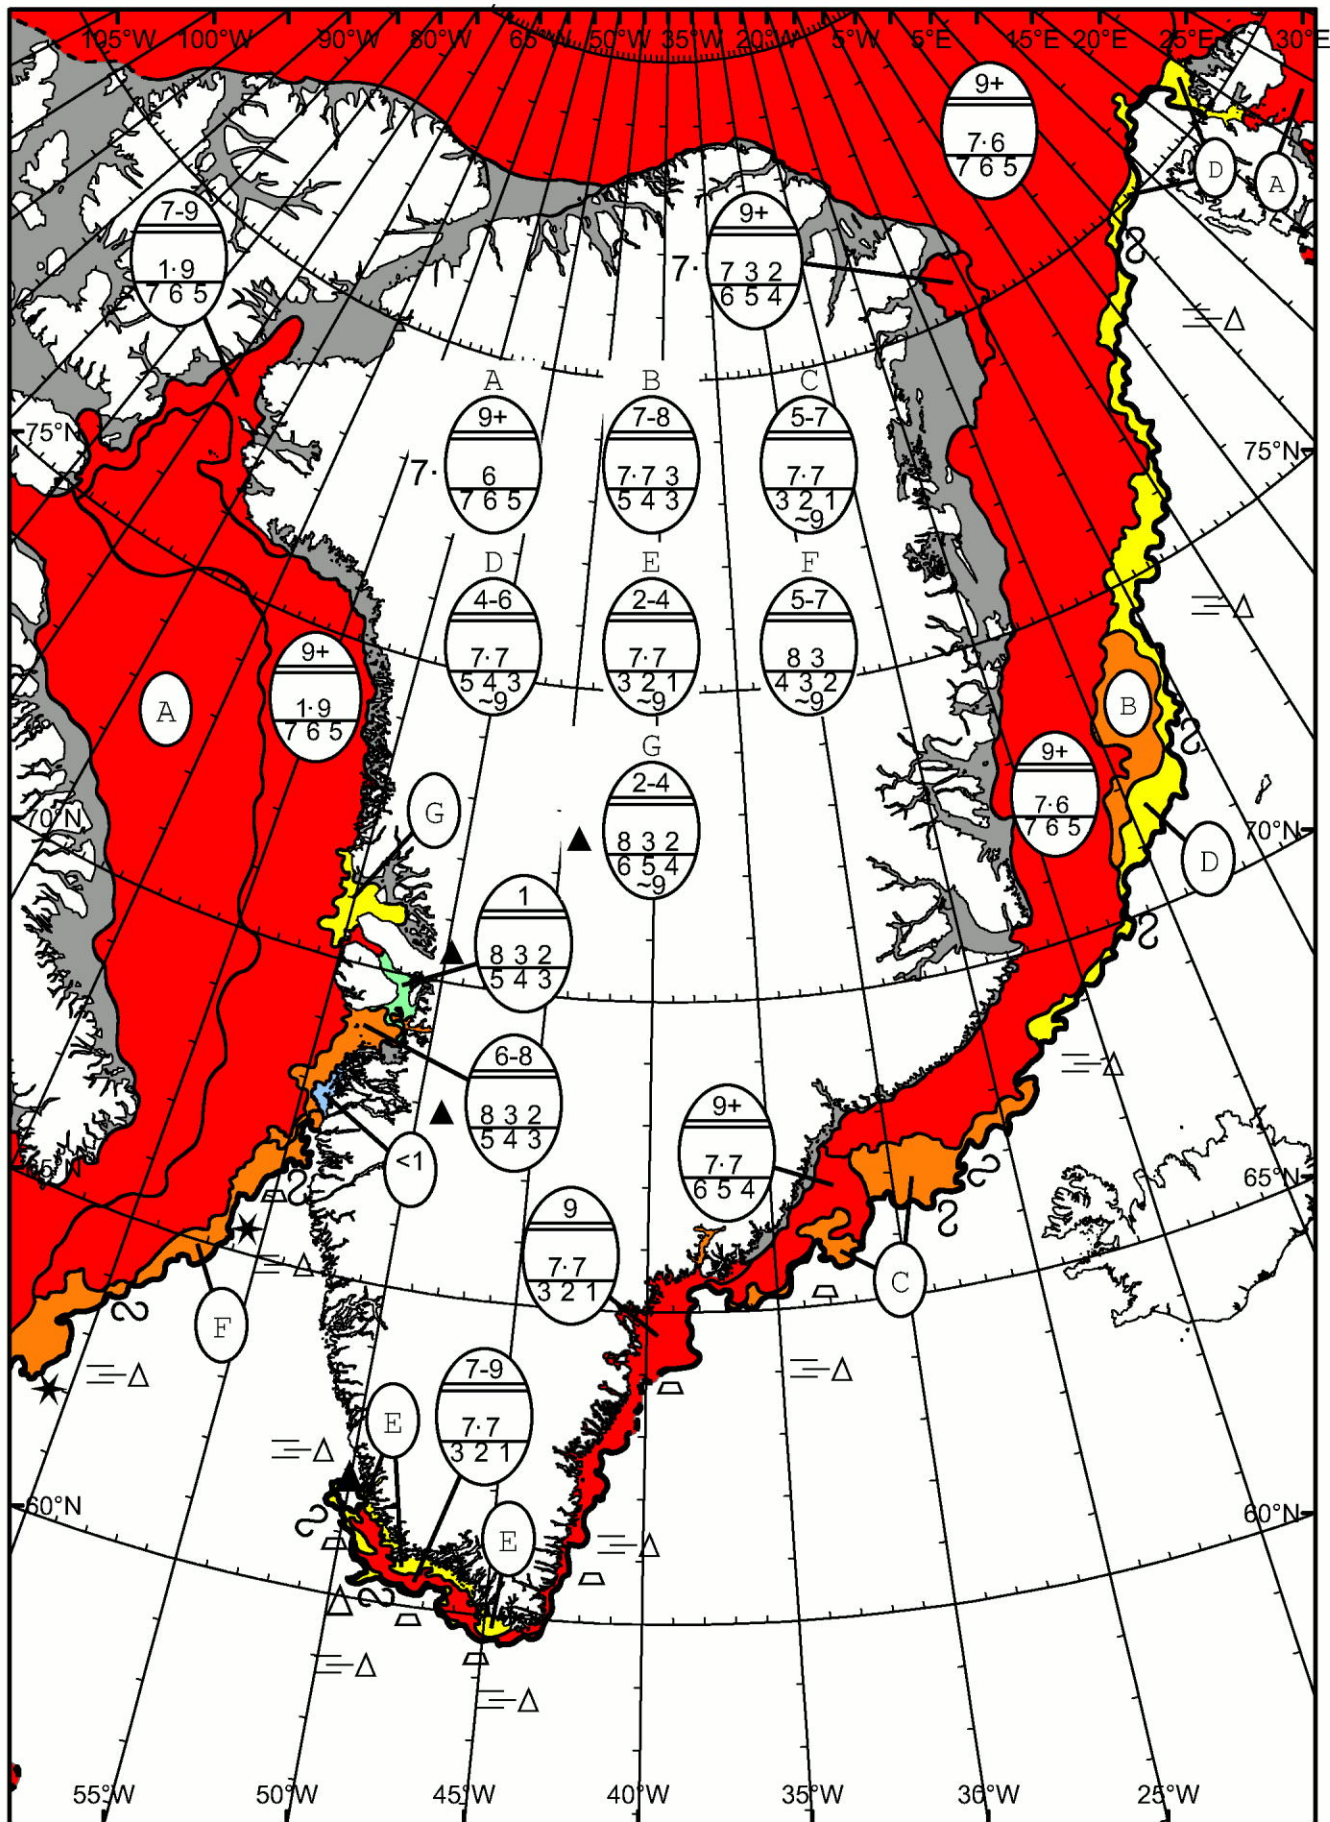 105°W 100°W 90°W 80°W 65°W 50°W 35°W 20°W 5°W 5°E 15°E 20°E 25°E 30°E
9+
7·6
7 6 5
D
A
7-9
1·9
7 6 5
9+
7· 7 3 2
6 5 4
75°N
75°N
A
9+
7· 6
7 6 5
B
7-8
7·7 3
5 4 3
C
5-7
7·7
3 2 1
~9
D
4-6
7·7
5 4 3
~9
E
2-4
7·7
3 2 1
~9
F
5-7
8 3
4 3 2
~9
G
2-4
8 3 2
6 5 4
~9
A
9+
1·9
7 6 5
B
9+
7·6
7 6 5
G
70°N
70°N
D
1
8 3 2
5 4 3
6-8
8 3 2
5 4 3
<1
9+
7·7
6 5 4
65°N
65°N
9
7·7
3 2 1
C
F
7-9
7·7
3 2 1
E
E
60°N
60°N
55°W 50°W 45°W 40°W 35°W 30°W 25°W